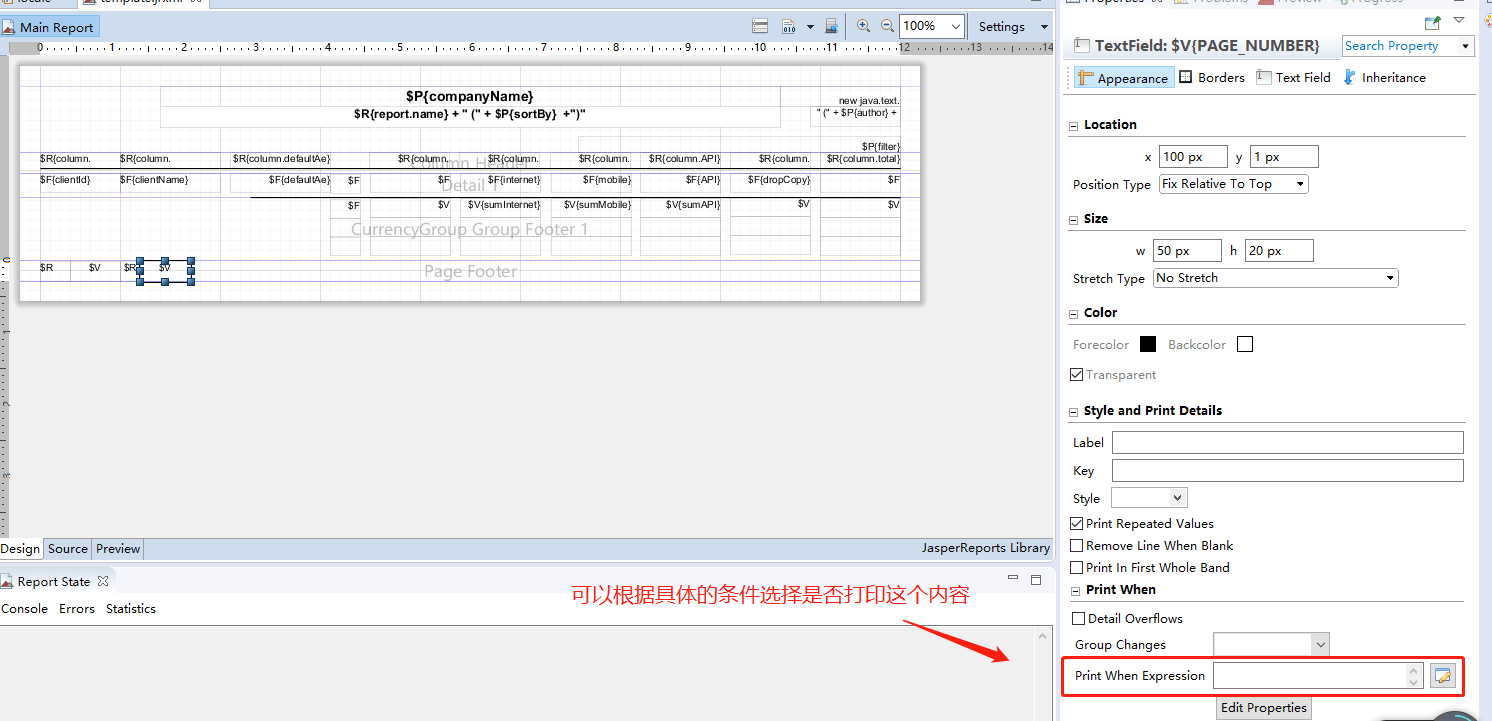 locale templateljrxml
Properties Problems Preview Progress
Main Report
100%
Settings
0 1 2 3 4 5 6 7 8 9 10 11 12 13 14
TextField: $V{PAGE_NUMBER}
Search Property
Appearance Borders Text Field Inheritance
$P{companyName}
new java.text.
$R{report.name} + " (" + $P{sortBy} +")"
" (" + $P{author} +
$P{filter}
$R{column. $R{column. $R{column.defaultAe} $R{column. $R{column. $R{column. $R{column.API} $R{column. $R{column.total}
Column Header
$F{clientId} $F{clientName} $F{defaultAe} $F $F $F{internet} $F{mobile} $F{API} $F{dropCopy} $F
Detail 1
$F $V $V{sumInternet} $V{sumMobile} $V{sumAPI} $V $V
CurrencyGroup Group Footer 1
$R $V $R $V
Page Footer
0
1
2
3
Location
x 100 px y 1 px
Position Type Fix Relative To Top
Size
w 50 px h 20 px
Stretch Type No Stretch
Color
Forecolor Backcolor
Transparent
Style and Print Details
Label
Key
Style
Print Repeated Values
Remove Line When Blank
Print In First Whole Band
Print When
Detail Overflows
Group Changes
Print When Expression
Edit Properties
Design Source Preview
JasperReports Library
Report State
Console Errors Statistics
可以根据具体的条件选择是否打印这个内容